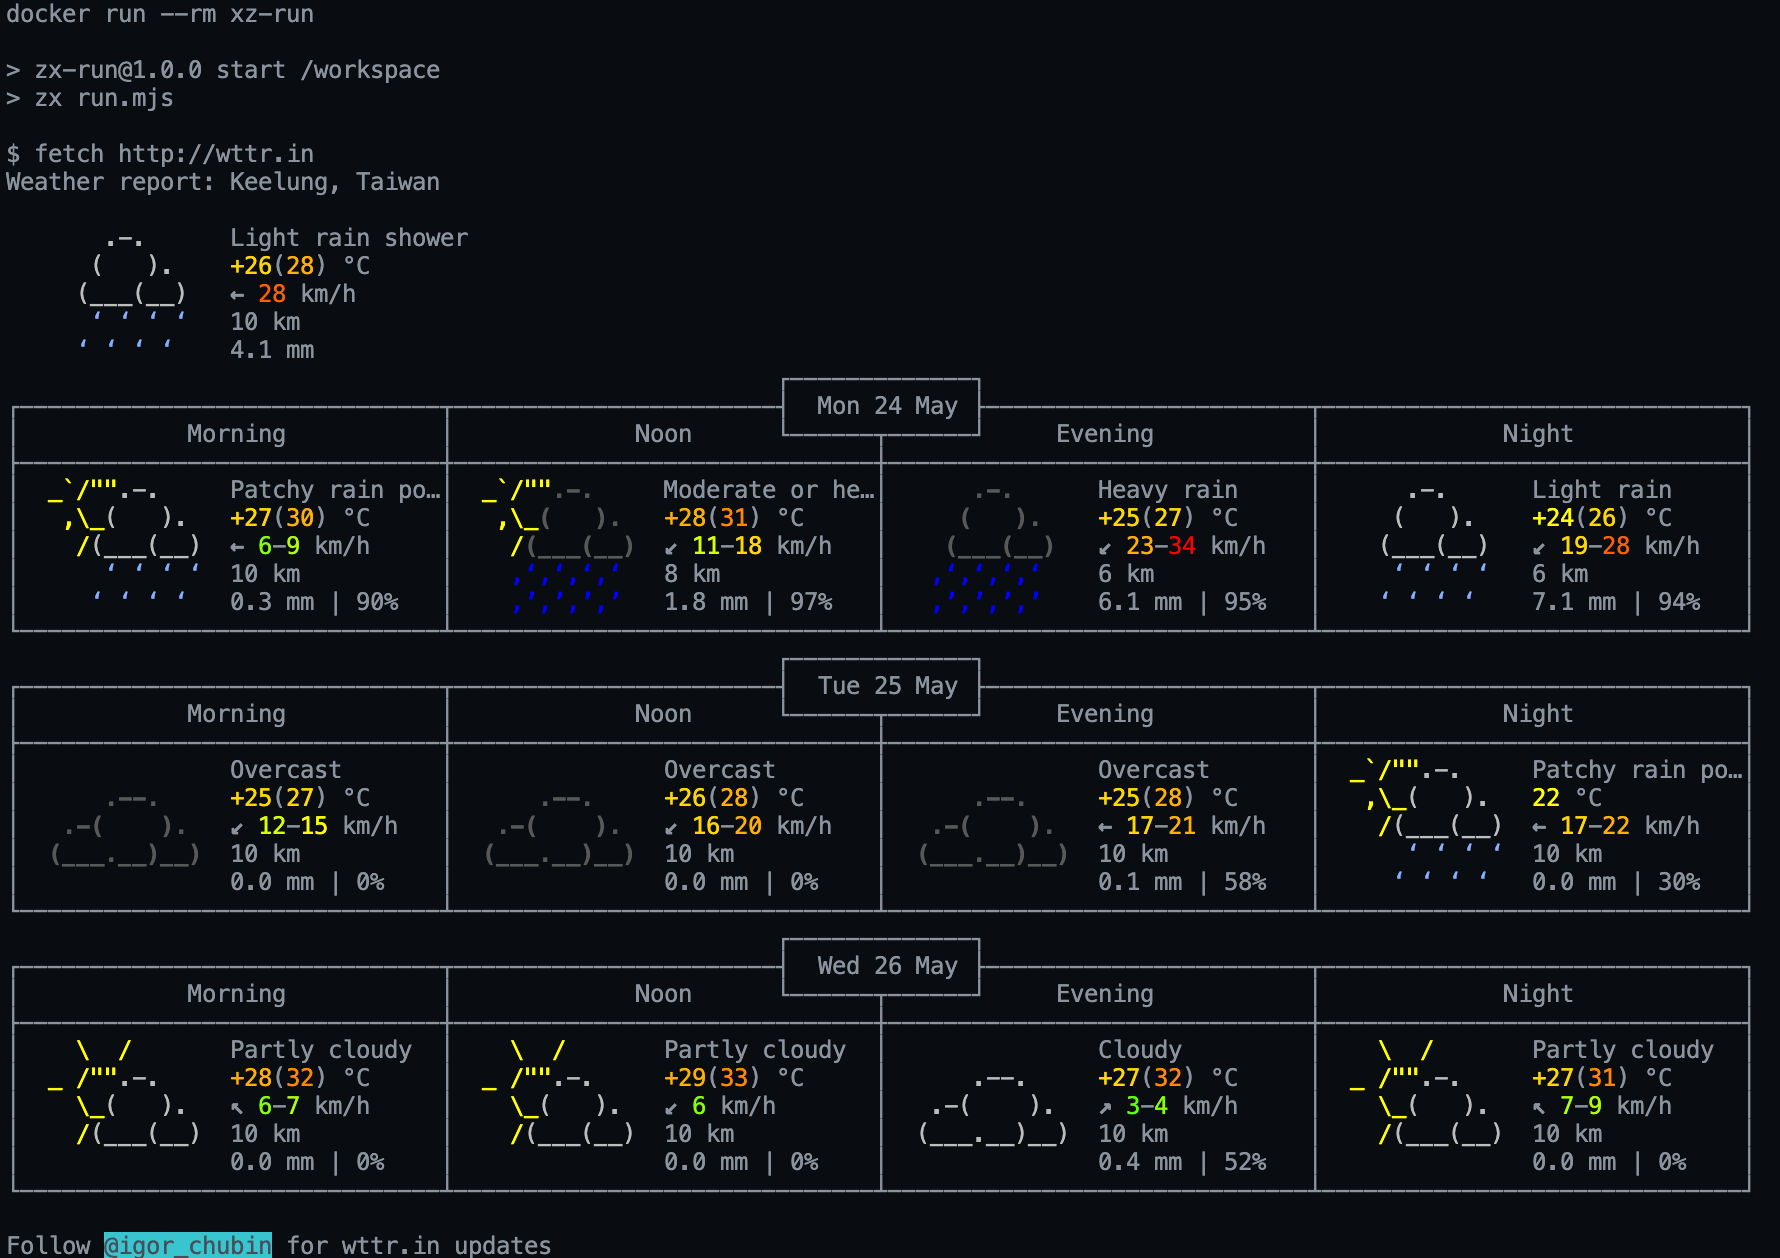 docker run --rm xz-run
> zx-run@1.0.0 start /workspace
> zx run.mjs
$ fetch http://wttr.in
Weather report: Keelung, Taiwan
Light rain shower
+26(28) °C
← 28 km/h
10 km
4.1 mm
Mon 24 May
Morning Noon Evening Night
Patchy rain po… Moderate or he… Heavy rain Light rain
+27(30) °C +28(31) °C +25(27) °C +24(26) °C
← 6–9 km/h ↙ 11–18 km/h ↙ 23–34 km/h ↙ 19–28 km/h
10 km 8 km 6 km 6 km
0.3 mm | 90% 1.8 mm | 97% 6.1 mm | 95% 7.1 mm | 94%
Tue 25 May
Morning Noon Evening Night
Overcast Overcast Overcast Patchy rain po…
+25(27) °C +26(28) °C +25(28) °C 22 °C
↙ 12–15 km/h ↙ 16–20 km/h ← 17–21 km/h ← 17–22 km/h
10 km 10 km 10 km 10 km
0.0 mm | 0% 0.0 mm | 0% 0.1 mm | 58% 0.0 mm | 30%
Wed 26 May
Morning Noon Evening Night
Partly cloudy Partly cloudy Cloudy Partly cloudy
+28(32) °C +29(33) °C +27(32) °C +27(31) °C
↖ 6–7 km/h ↙ 6 km/h ↗ 3–4 km/h ↖ 7–9 km/h
10 km 10 km 10 km 10 km
0.0 mm | 0% 0.0 mm | 0% 0.4 mm | 52% 0.0 mm | 0%
Follow @igor_chubin for wttr.in updates